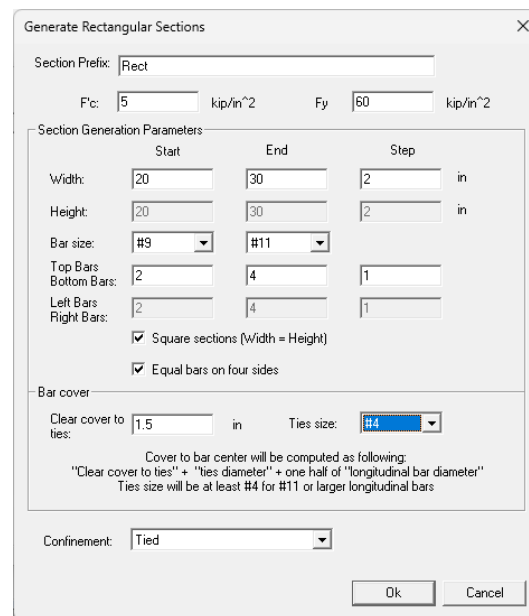 Generate Rectangular Sections
Section Prefix: Rect
F'c: 5 kip/in^2 Fy 60 kip/in^2
Section Generation Parameters
Start End Step
Width: 20 30 2 in
Height: 20 30 2 in
Bar size: #9 #11
Top Bars
Bottom Bars: 2 4 1
Left Bars
Right Bars: 2 4 1
Square sections (Width = Height)
Equal bars on four sides
Bar cover
Clear cover to
ties: 1.5 in Ties size: #4
Cover to bar center will be computed as following:
"Clear cover to ties" + "ties diameter" + one half of "longitudinal bar diameter"
Ties size will be at least #4 for #11 or larger longitudinal bars
Confinement: Tied
Ok Cancel